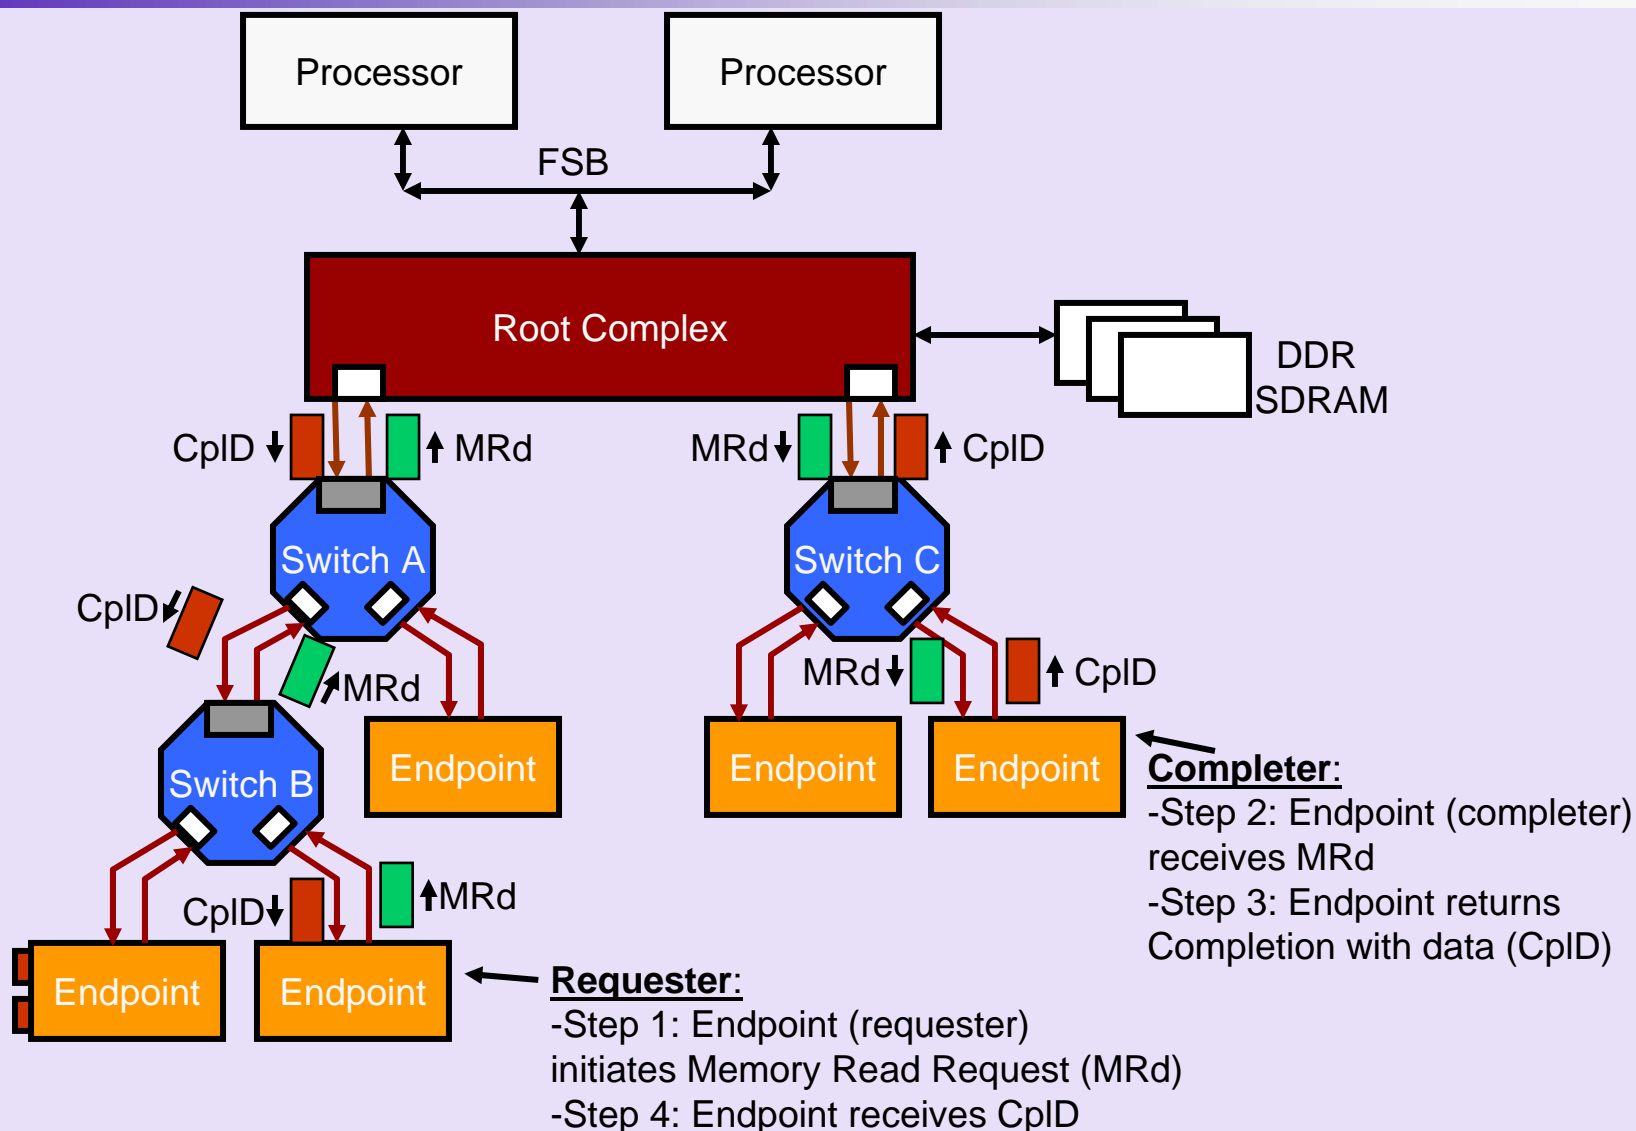 Processor
Processor
FSB
Root Complex
DDR
SDRAM
CplD
MRd
MRd
CplD
Switch A
Switch C
CplD
MRd
MRd
CplD
Endpoint
Endpoint
Endpoint
Switch B
Completer:
-Step 2: Endpoint (completer)
receives MRd
-Step 3: Endpoint returns
Completion with data (CplD)
CplD
MRd
Endpoint
Endpoint
Requester:
-Step 1: Endpoint (requester)
initiates Memory Read Request (MRd)
-Step 4: Endpoint receives CplD